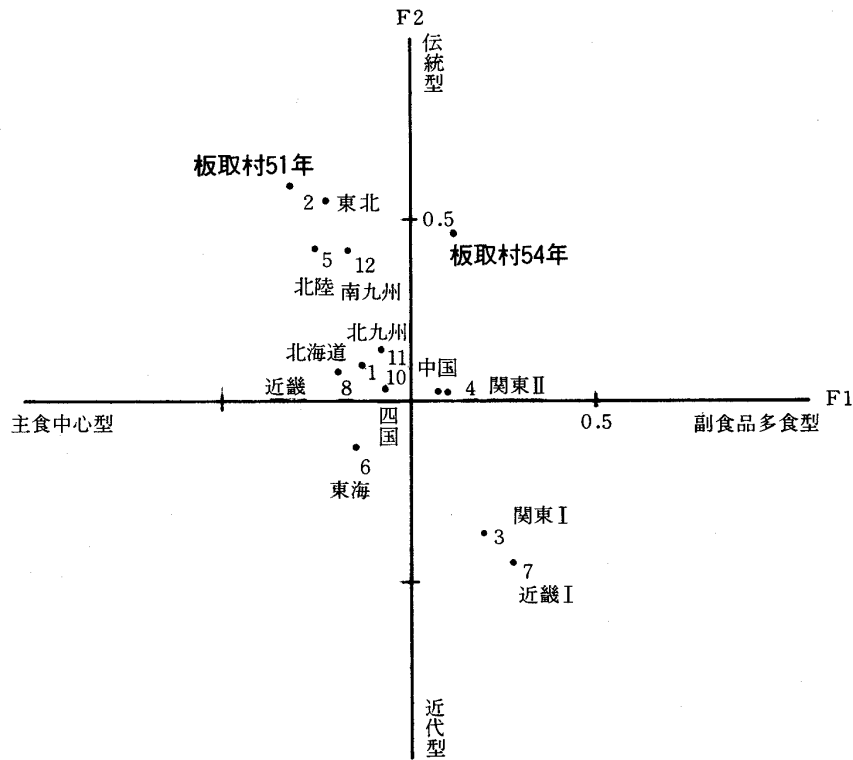 F2
伝統型
板取村51年
2 東北
0.5
板取村54年
5 12
北陸 南九州
北九州
北海道 11 中国
近畿 8 1 10 4 関東Ⅱ
F1
主食中心型 四国 0.5 副食品多食型
6
東海
関東Ⅰ
3
7
近畿Ⅰ
近代型